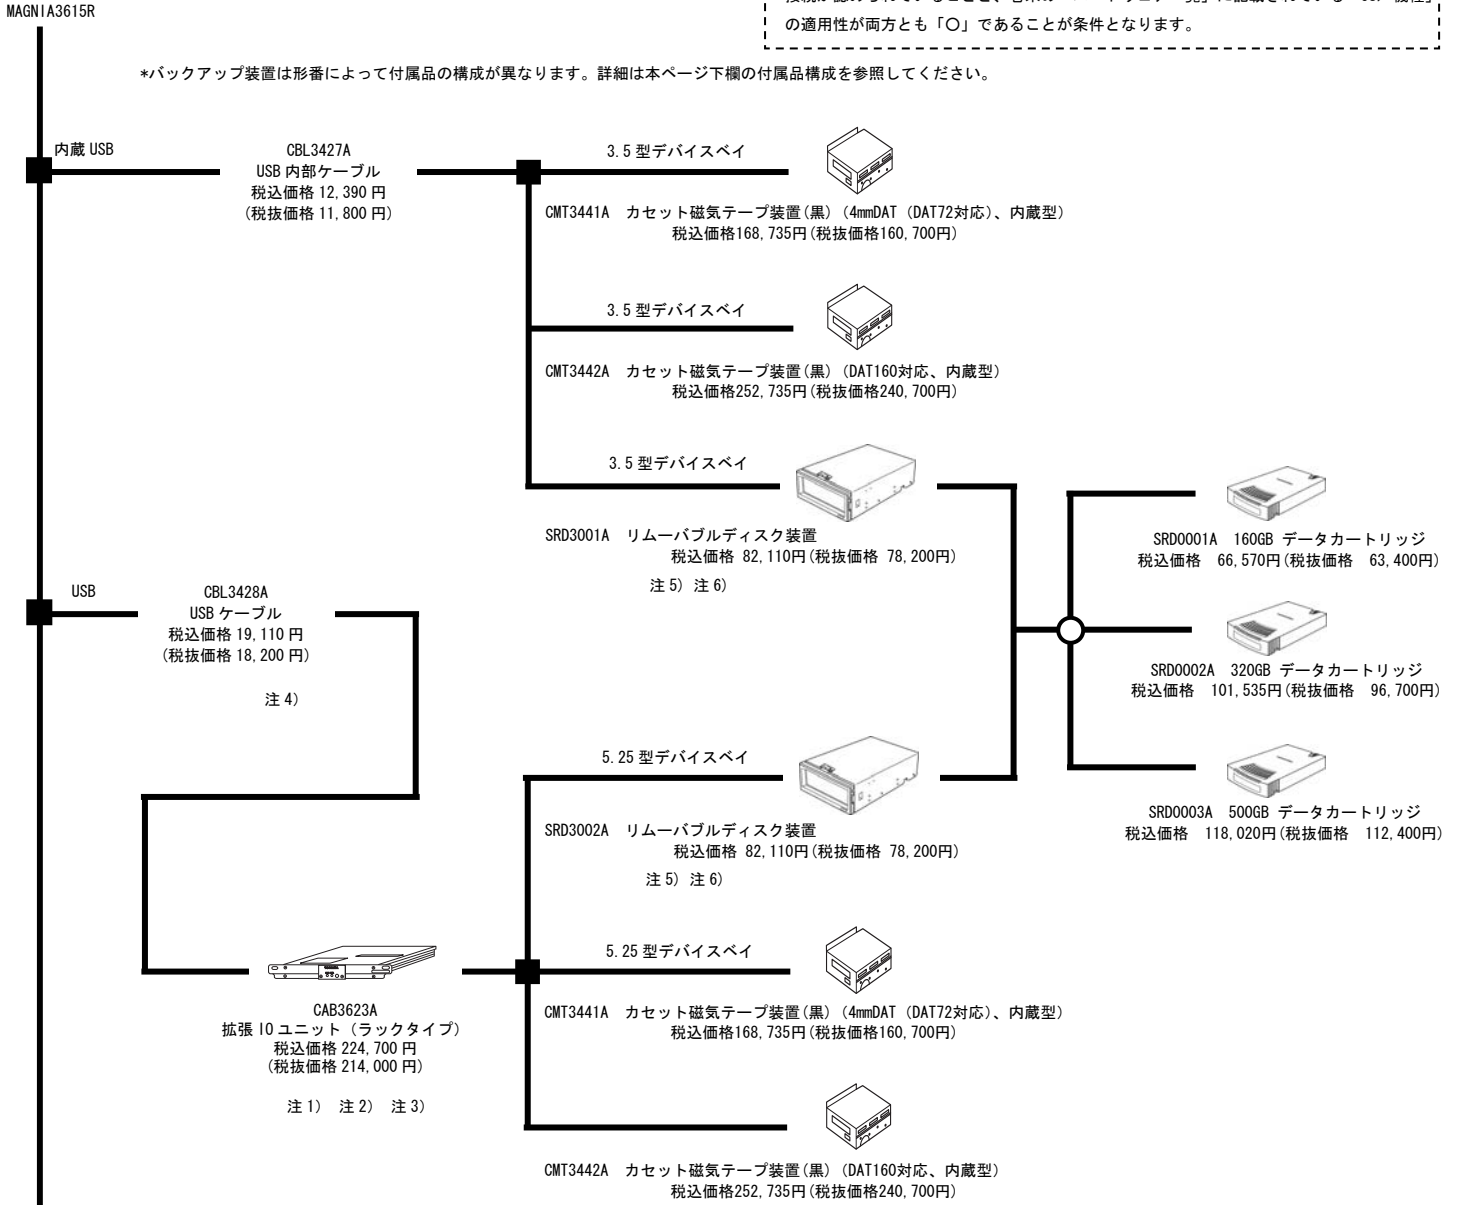 MAGNIA3615R
の適用性が両方とも「〇」であることが条件となります。
*バックアップ装置は形番によって付属品の構成が異なります。詳細は本ページ下欄の付属品構成を参照してください。
内蔵 USB
CBL3427A
USB 内部ケーブル
税込価格 12,390 円
(税抜価格 11,800 円)
3.5 型デバイスベイ
CMT3441A カセット磁気テープ装置(黒) (4mmDAT (DAT72対応)、内蔵型)
税込価格168,735円(税抜価格160,700円)
3.5 型デバイスベイ
CMT3442A カセット磁気テープ装置(黒) (DAT160対応、内蔵型)
税込価格252,735円(税抜価格240,700円)
3.5 型デバイスベイ
SRD3001A リムーバブルディスク装置
税込価格 82,110円(税抜価格 78,200円)
注 5) 注 6)
SRD0001A 160GB データカートリッジ
税込価格 66,570円(税抜価格 63,400円)
USB
CBL3428A
USB ケーブル
税込価格 19,110 円
(税抜価格 18,200 円)
注 4)
SRD0002A 320GB データカートリッジ
税込価格 101,535円(税抜価格 96,700円)
5.25 型デバイスベイ
SRD3002A リムーバブルディスク装置
税込価格 82,110円(税抜価格 78,200円)
注 5) 注 6)
SRD0003A 500GB データカートリッジ
税込価格 118,020円(税抜価格 112,400円)
5.25 型デバイスベイ
CAB3623A
拡張 IO ユニット (ラックタイプ)
税込価格 224,700 円
(税抜価格 214,000 円)
注 1) 注 2) 注 3)
CMT3441A カセット磁気テープ装置(黒) (4mmDAT (DAT72対応)、内蔵型)
税込価格168,735円(税抜価格160,700円)
CMT3442A カセット磁気テープ装置(黒) (DAT160対応、内蔵型)
税込価格252,735円(税抜価格240,700円)